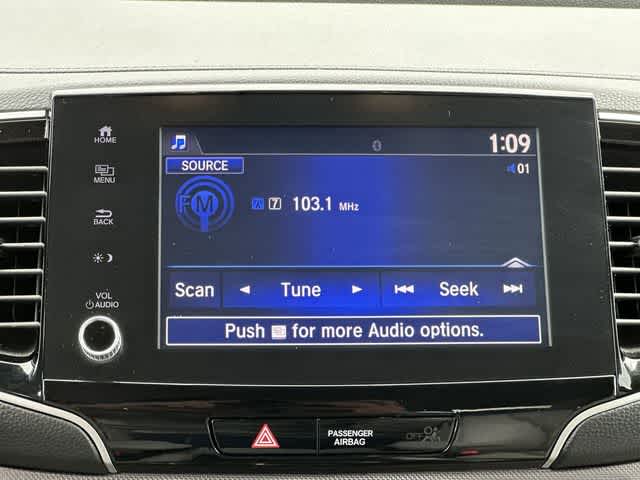 HOME
MENU
BACK
VOL
AUDIO
1:09
SOURCE
01
FM
7 103.1 MHz
Scan Tune Seek
Push for more Audio options.
PASSENGER
AIRBAG
OFF